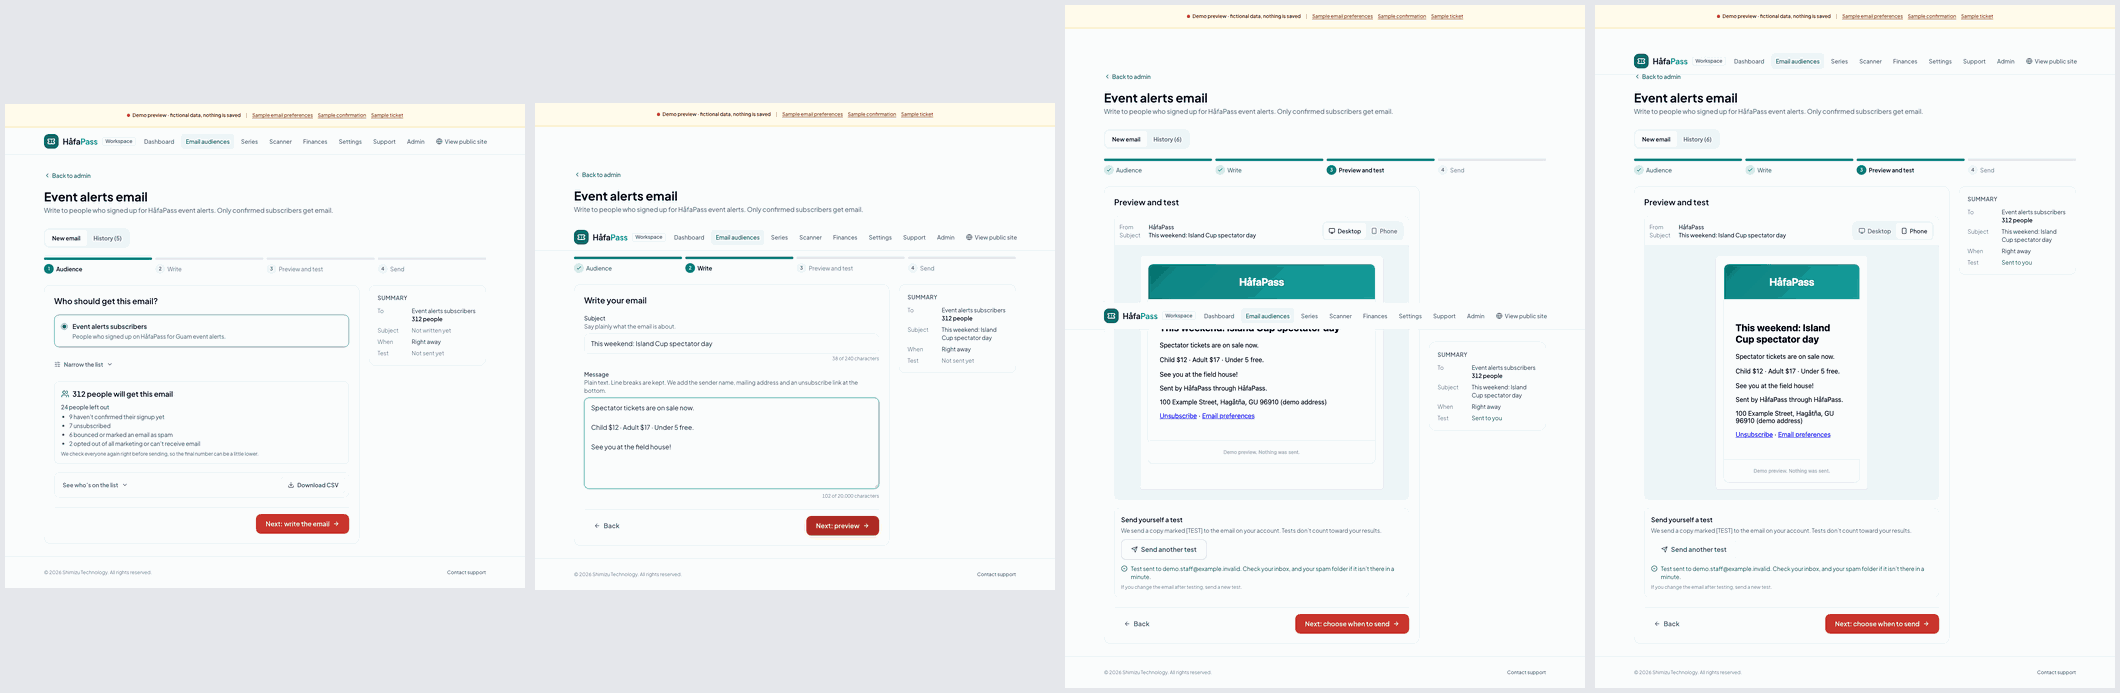 Demo preview · fictional data, nothing is saved | Sample email preferences Sample confirmation Sample ticket
HåfaPass Workspace Dashboard Email audiences Series Scanner Finances Settings Support Admin View public site
Back to admin
Event alerts email
Write to people who signed up for HåfaPass event alerts. Only confirmed subscribers get email.
New email History (5)
1 Audience 2 Write 3 Preview and test 4 Send
Who should get this email?
Event alerts subscribers
People who signed up on HåfaPass for Guam event alerts.
Narrow the list
312 people will get this email
24 people left out
• 9 haven't confirmed their signup yet
• 7 unsubscribed
• 6 bounced or marked an email as spam
• 2 opted out of all marketing or can't receive email
We check everyone again right before sending, so the final number can be a little lower.
See who's on the list Download CSV
Next: write the email
SUMMARY
To Event alerts subscribers
312 people
Subject Not written yet
When Right away
Test Not sent yet
© 2026 Shimizu Technology. All rights reserved. Contact support
Demo preview · fictional data, nothing is saved | Sample email preferences Sample confirmation Sample ticket
Back to admin
Event alerts email
Write to people who signed up for HåfaPass event alerts. Only confirmed subscribers get email.
HåfaPass Workspace Dashboard Email audiences Series Scanner Finances Settings Support Admin View public site
Audience 2 Write 3 Preview and test 4 Send
Write your email
Subject
Say plainly what the email is about.
This weekend: Island Cup spectator day
38 of 240 characters
Message
Plain text. Line breaks are kept. We add the sender name, mailing address and an unsubscribe link at the
bottom.
Spectator tickets are on sale now.
Child $12 · Adult $17 · Under 5 free.
See you at the field house!
102 of 20,000 characters
Back Next: preview
SUMMARY
To Event alerts subscribers
312 people
Subject This weekend: Island
Cup spectator day
When Right away
Test Not sent yet
© 2026 Shimizu Technology. All rights reserved. Contact support
Demo preview · fictional data, nothing is saved | Sample email preferences Sample confirmation Sample ticket
Back to admin
Event alerts email
Write to people who signed up for HåfaPass event alerts. Only confirmed subscribers get email.
New email History (6)
Audience Write 3 Preview and test 4 Send
Preview and test
From HåfaPass
Subject This weekend: Island Cup spectator day
Desktop Phone
HåfaPass
HåfaPass Workspace Dashboard Email audiences Series Scanner Finances Settings Support Admin View public site
This weekend: Island Cup spectator day
Spectator tickets are on sale now.
Child $12 · Adult $17 · Under 5 free.
See you at the field house!
Sent by HåfaPass through HåfaPass.
100 Example Street, Hagåtña, GU 96910 (demo address)
Unsubscribe · Email preferences
Demo preview. Nothing was sent.
SUMMARY
To Event alerts subscribers
312 people
Subject This weekend: Island
Cup spectator day
When Right away
Test Sent to you
Send yourself a test
We send a copy marked [TEST] to the email on your account. Tests don't count toward your results.
Send another test
Test sent to demo.staff@example.invalid. Check your inbox, and your spam folder if it isn't there in a
minute.
If you change the email after testing, send a new test.
Back Next: choose when to send
© 2026 Shimizu Technology. All rights reserved. Contact support
Demo preview · fictional data, nothing is saved | Sample email preferences Sample confirmation Sample ticket
HåfaPass Workspace Dashboard Email audiences Series Scanner Finances Settings Support Admin View public site
Back to admin
Event alerts email
Write to people who signed up for HåfaPass event alerts. Only confirmed subscribers get email.
New email History (6)
Audience Write 3 Preview and test 4 Send
Preview and test
From HåfaPass
Subject This weekend: Island Cup spectator day
Desktop Phone
HåfaPass
This weekend: Island
Cup spectator day
Spectator tickets are on sale now.
Child $12 · Adult $17 · Under 5 free.
See you at the field house!
Sent by HåfaPass through HåfaPass.
100 Example Street, Hagåtña, GU
96910 (demo address)
Unsubscribe · Email preferences
Demo preview. Nothing was sent.
SUMMARY
To Event alerts subscribers
312 people
Subject This weekend: Island
Cup spectator day
When Right away
Test Sent to you
Send yourself a test
We send a copy marked [TEST] to the email on your account. Tests don't count toward your results.
Send another test
Test sent to demo.staff@example.invalid. Check your inbox, and your spam folder if it isn't there in a
minute.
If you change the email after testing, send a new test.
Back Next: choose when to send
© 2026 Shimizu Technology. All rights reserved. Contact support